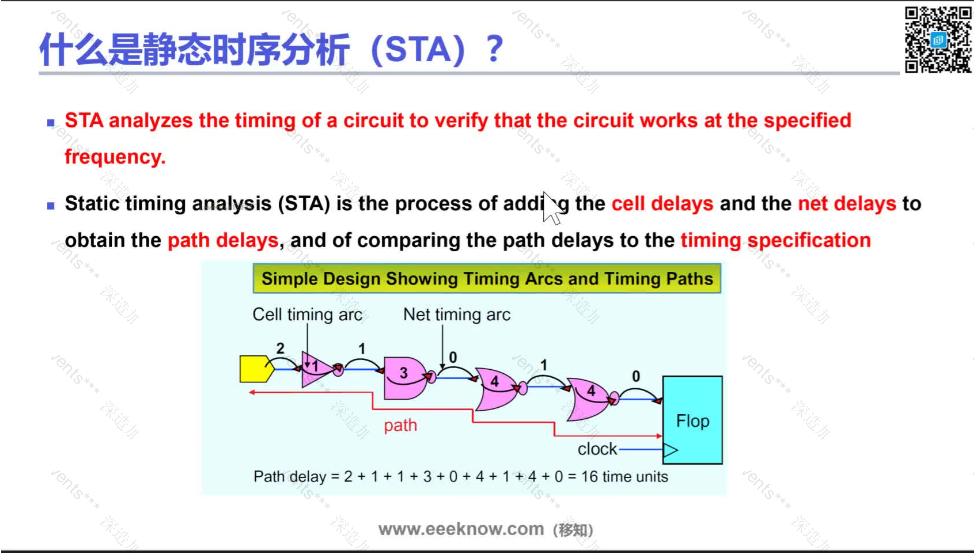 什么是静态时序分析（STA）？
STA analyzes the timing of a circuit to verify that the circuit works at the specified
frequency.
Static timing analysis (STA) is the process of adding the cell delays and the net delays to
obtain the path delays, and of comparing the path delays to the timing specification
Simple Design Showing Timing Arcs and Timing Paths
Cell timing arc Net timing arc
2 1 1 3 0 4 1 4 0
path
Flop
clock
Path delay = 2 + 1 + 1 + 3 + 0 + 4 + 1 + 4 + 0 = 16 time units
www.eeeknow.com（移知）